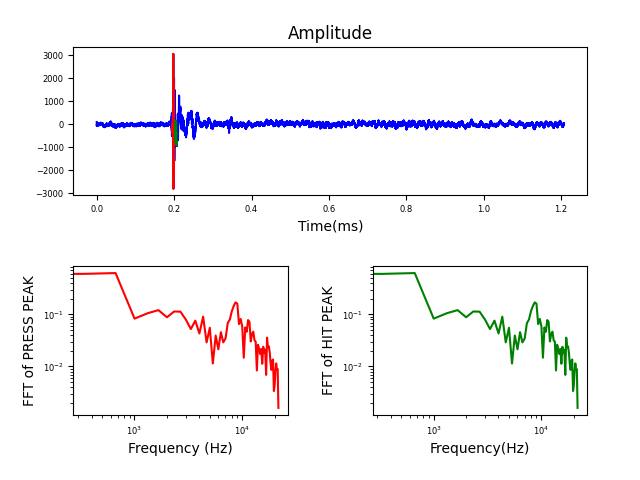 Amplitude
3000
2000
1000
0
−1000
−2000
−3000
0.0 0.2 0.4 0.6 0.8 1.0 1.2
Time(ms)
FFT of PRESS PEAK
10⁻¹
10⁻²
10³ 10⁴
Frequency (Hz)
FFT of HIT PEAK
10⁻¹
10⁻²
10³ 10⁴
Frequency(Hz)